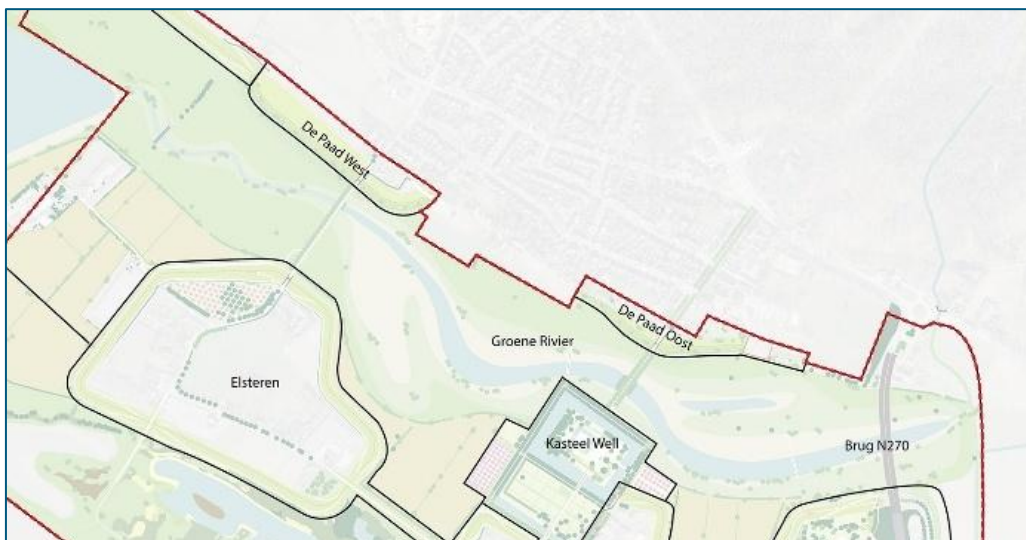 De Paad West
De Paad Oost
Groene Rivier
Elsteren
Kasteel Well
Brug N270